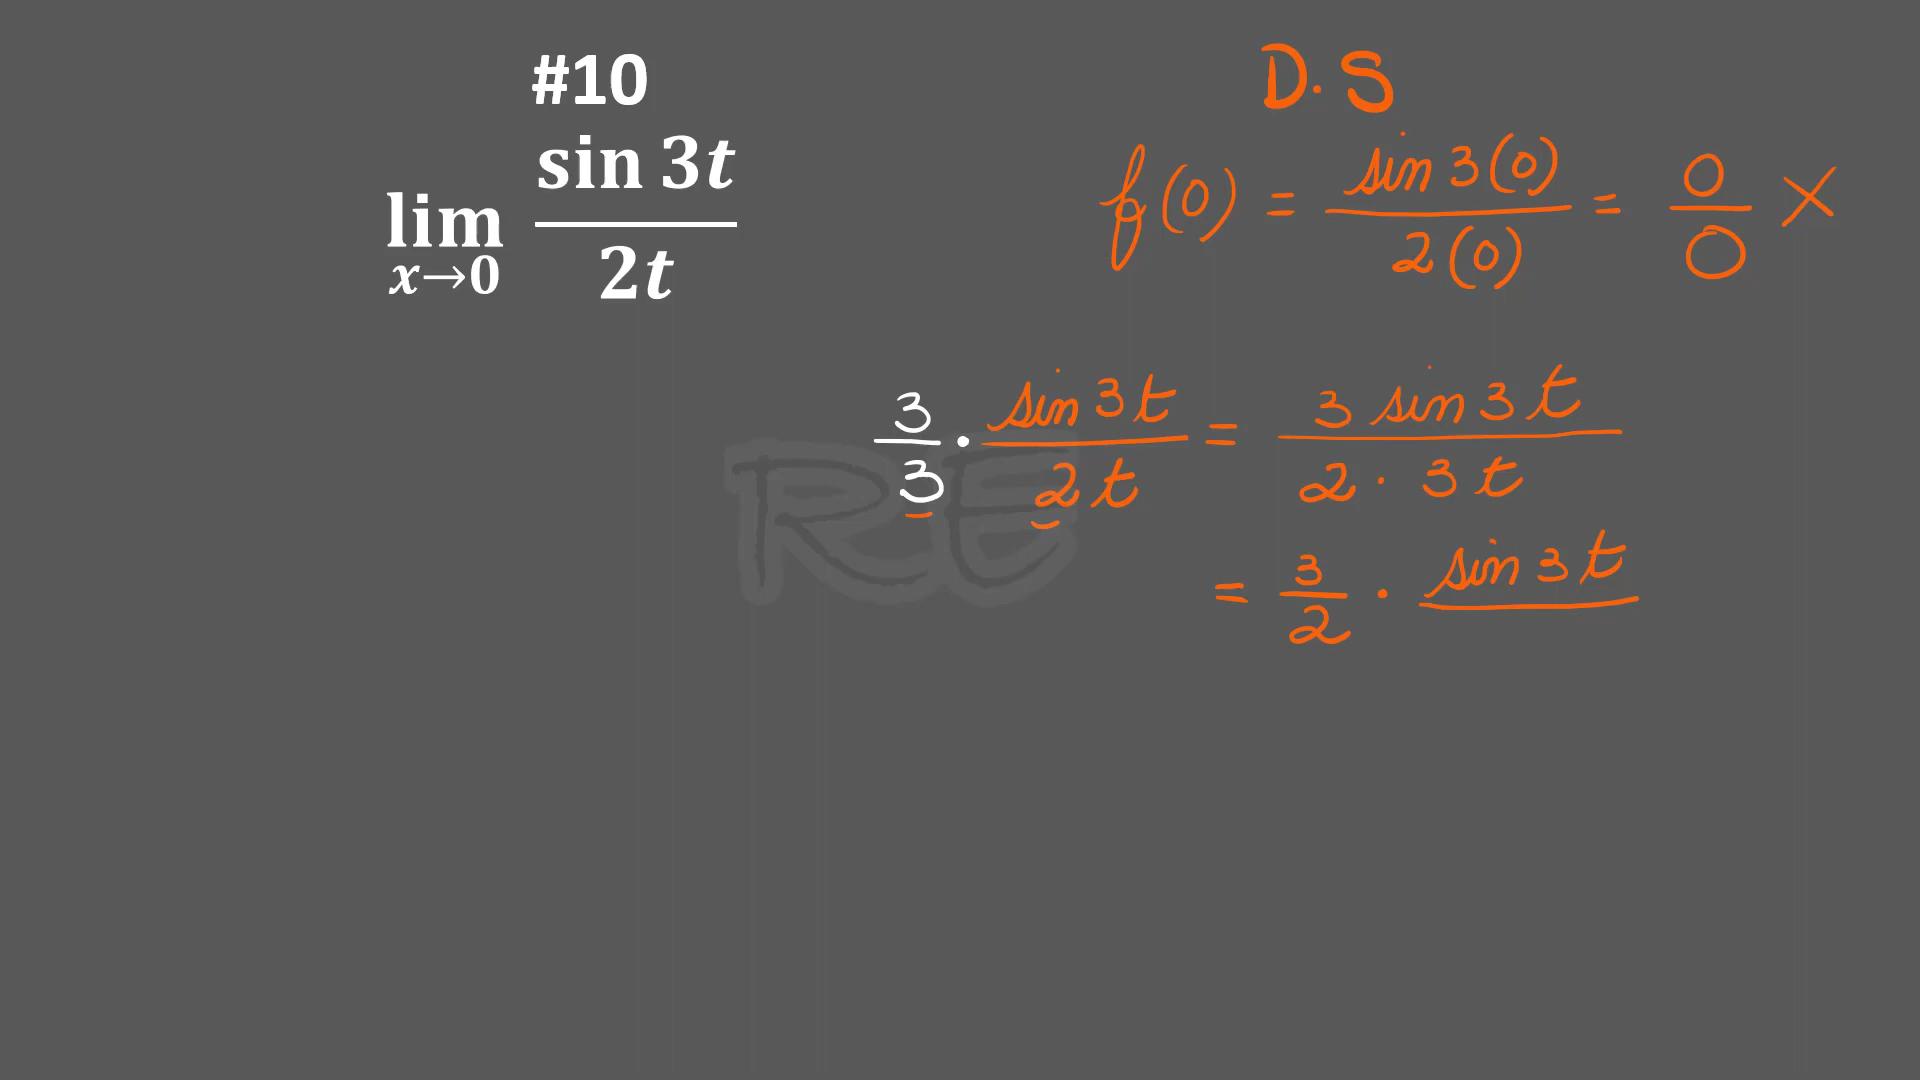 #10
lim x→0 sin 3t / 2t
D.S
f(0) = sin 3(0) / 2(0) = 0/0 ×
3/3 · sin 3t / 2t = 3 sin 3t / 2 · 3t
= 3/2 · sin 3t /
RE